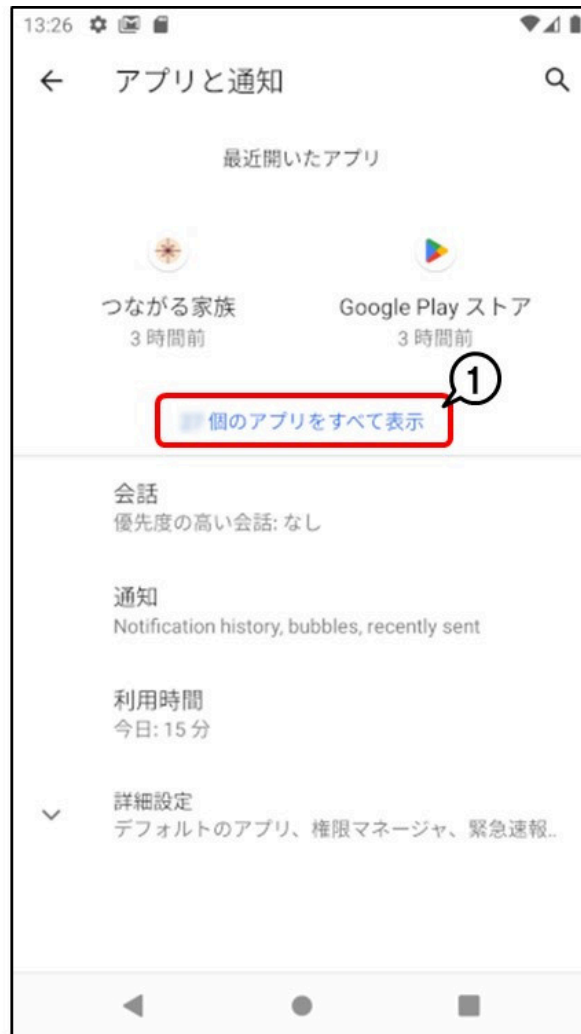 13:26
アプリと通知
最近開いたアプリ
つながる家族
3 時間前
Google Play ストア
3 時間前
1
個のアプリをすべて表示
会話
優先度の高い会話: なし
通知
Notification history, bubbles, recently sent
利用時間
今日: 15 分
詳細設定
デフォルトのアプリ、権限マネージャ、緊急速報..